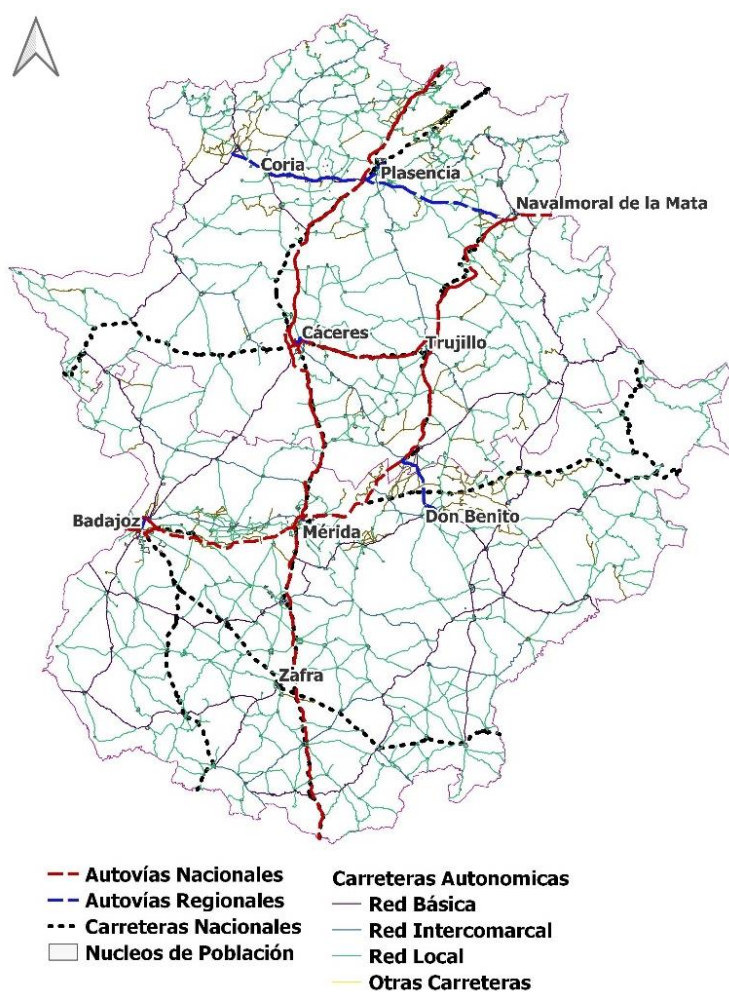 Coria
Plasencia
Navalmoral de la Mata
Cáceres
Trujillo
Badajoz
Mérida
Don Benito
Zafra
Autovías Nacionales
Autovías Regionales
Carreteras Nacionales
Nucleos de Población
Carreteras Autonomicas
Red Básica
Red Intercomarcal
Red Local
Otras Carreteras